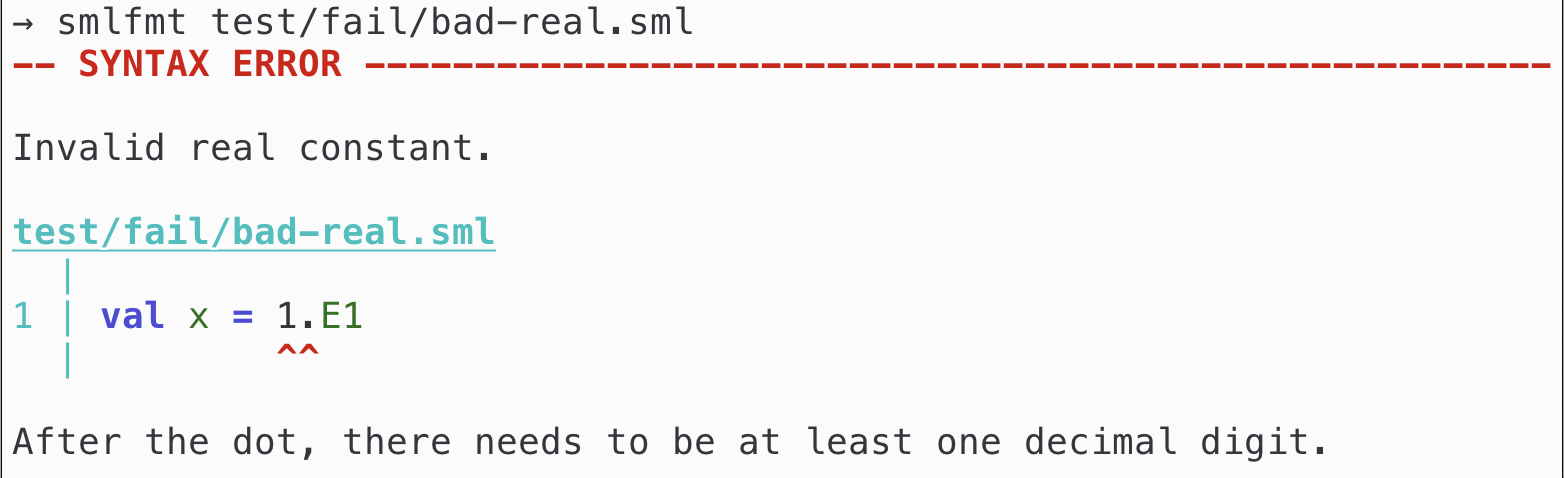 → smlfmt test/fail/bad-real.sml
-- SYNTAX ERROR ------------------------------------------------------
Invalid real constant.
test/fail/bad-real.sml
|
1 | val x = 1.E1
| ^^
After the dot, there needs to be at least one decimal digit.